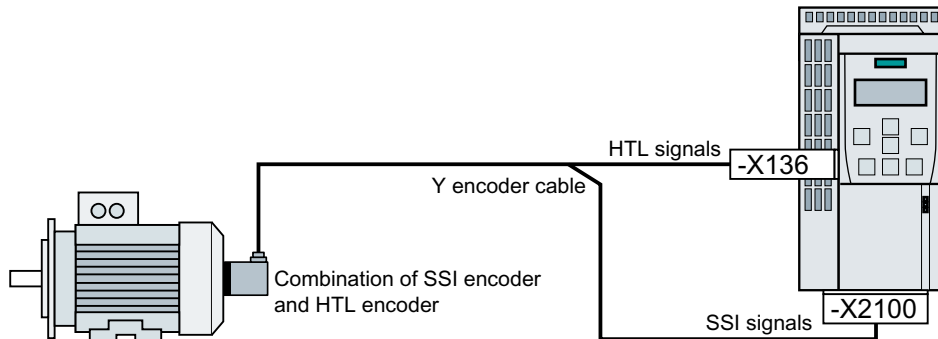 HTL signals
-X136
Y encoder cable
Combination of SSI encoder
and HTL encoder
-X2100
SSI signals